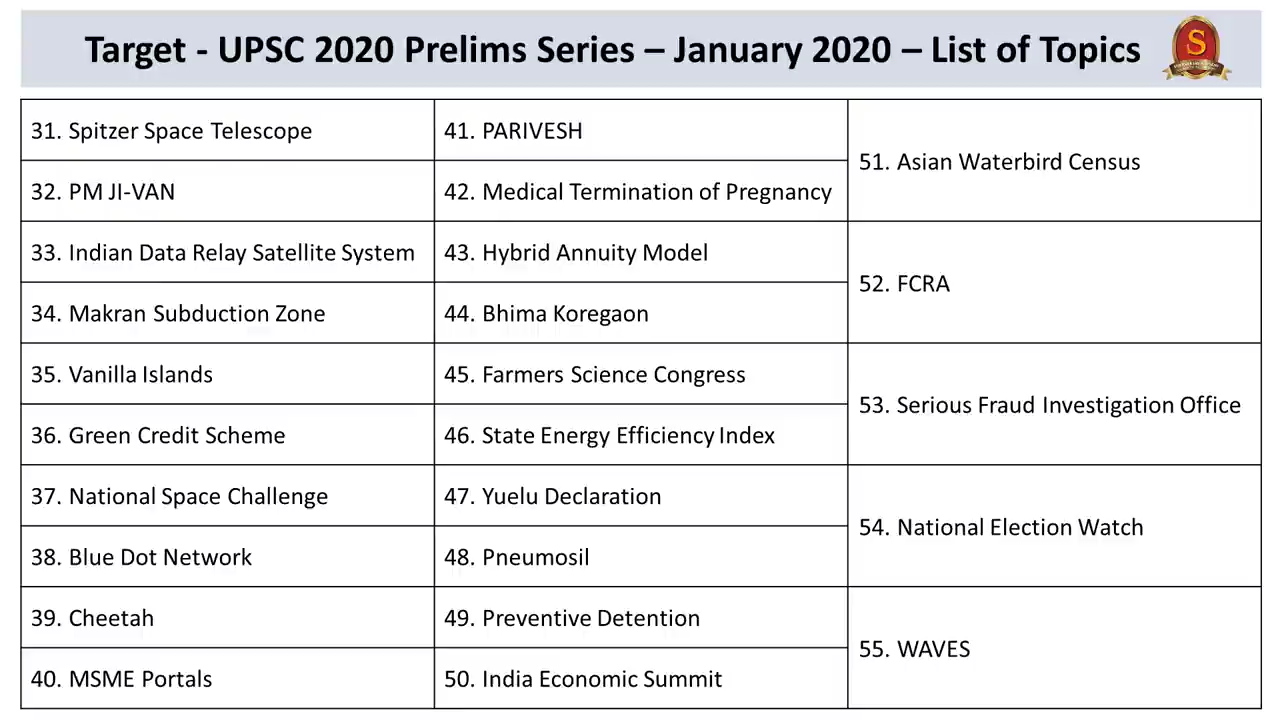 Target - UPSC 2020 Prelims Series – January 2020 – List of Topics
S
31. Spitzer Space Telescope
32. PM JI-VAN
33. Indian Data Relay Satellite System
34. Makran Subduction Zone
35. Vanilla Islands
36. Green Credit Scheme
37. National Space Challenge
38. Blue Dot Network
39. Cheetah
40. MSME Portals
41. PARIVESH
42. Medical Termination of Pregnancy
43. Hybrid Annuity Model
44. Bhima Koregaon
45. Farmers Science Congress
46. State Energy Efficiency Index
47. Yuelu Declaration
48. Pneumosil
49. Preventive Detention
50. India Economic Summit
51. Asian Waterbird Census
52. FCRA
53. Serious Fraud Investigation Office
54. National Election Watch
55. WAVES